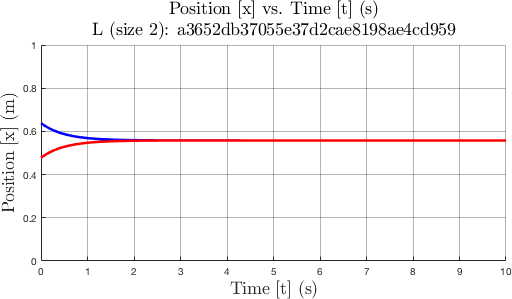 Position [x] vs. Time [t] (s)
L (size 2): a3652db37055e37d2cae8198ae4cd959
Position [x] (m)
1
0.8
0.6
0.4
0.2
0
0 1 2 3 4 5 6 7 8 9 10
Time [t] (s)